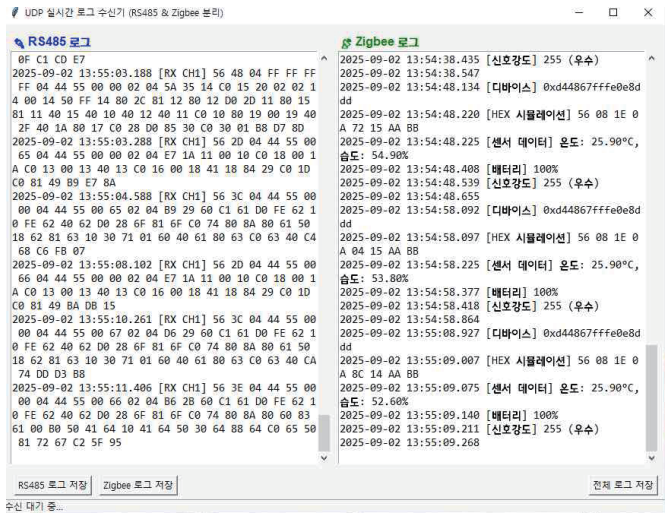 UDP 실시간 로그 수신기 (RS485 & Zigbee 분리)
RS485 로그
0F C1 CD E7
2025-09-02 13:55:03.188 [RX CH1] 56 48 04 FF FF FF
FF 04 44 55 00 00 02 04 5A 35 14 C0 15 20 02 02 1
4 00 14 50 FF 14 80 2C 81 12 80 12 D0 2D 11 80 15
81 11 40 15 40 10 40 12 40 11 C0 10 80 19 00 19 40
2F 40 1A 80 17 C0 28 D0 85 30 C0 30 01 B8 D7 8D
2025-09-02 13:55:03.288 [RX CH1] 56 2D 04 44 55 00
65 04 44 55 00 00 02 04 E7 1A 11 00 10 C0 18 00 1
A C0 13 00 13 40 13 C0 16 00 18 41 18 84 29 C0 1D
C0 81 49 B9 E7 8A
2025-09-02 13:55:04.588 [RX CH1] 56 3C 04 44 55 00
00 04 44 55 00 65 02 04 B9 29 60 C1 61 D0 FE 62 1
0 FE 62 40 62 D0 28 6F 81 6F C0 74 80 8A 80 61 50
18 62 81 63 10 30 71 01 60 40 61 80 63 C0 63 40 C4
68 C6 FB 07
2025-09-02 13:55:08.102 [RX CH1] 56 2D 04 44 55 00
66 04 44 55 00 00 02 04 E7 1A 11 00 10 C0 18 00 1
A C0 13 00 13 40 13 C0 16 00 18 41 18 84 29 C0 1D
C0 81 49 BA DB 15
2025-09-02 13:55:10.261 [RX CH1] 56 3C 04 44 55 00
00 04 44 55 00 67 02 04 D6 29 60 C1 61 D0 FE 62 1
0 FE 62 40 62 D0 28 6F 81 6F C0 74 80 8A 80 61 50
18 62 81 63 10 30 71 01 60 40 61 80 63 C0 63 40 CA
74 DD D3 B8
2025-09-02 13:55:11.406 [RX CH1] 56 3E 04 44 55 00
00 04 44 55 00 66 02 04 B6 2B 60 C1 61 D0 FE 62 1
0 FE 62 40 62 D0 28 6F 81 6F C0 74 80 8A 80 60 83
61 00 B0 50 41 64 10 41 64 50 30 64 88 64 C0 65 50
81 72 67 C2 5F 95
Zigbee 로그
2025-09-02 13:54:38.435 [신호강도] 255 (우수)
2025-09-02 13:54:38.547
2025-09-02 13:54:48.134 [디바이스] 0xd44867fffe0e8d
dd
2025-09-02 13:54:48.220 [HEX 시뮬레이션] 56 08 1E 0
A 72 15 AA BB
2025-09-02 13:54:48.225 [센서 데이터] 온도: 25.90°C,
습도: 54.90%
2025-09-02 13:54:48.408 [배터리] 100%
2025-09-02 13:54:48.539 [신호강도] 255 (우수)
2025-09-02 13:54:48.655
2025-09-02 13:54:58.092 [디바이스] 0xd44867fffe0e8d
dd
2025-09-02 13:54:58.097 [HEX 시뮬레이션] 56 08 1E 0
A 04 15 AA BB
2025-09-02 13:54:58.225 [센서 데이터] 온도: 25.90°C,
습도: 53.80%
2025-09-02 13:54:58.377 [배터리] 100%
2025-09-02 13:54:58.418 [신호강도] 255 (우수)
2025-09-02 13:54:58.864
2025-09-02 13:55:08.927 [디바이스] 0xd44867fffe0e8d
dd
2025-09-02 13:55:09.007 [HEX 시뮬레이션] 56 08 1E 0
A 8C 14 AA BB
2025-09-02 13:55:09.075 [센서 데이터] 온도: 25.90°C,
습도: 52.60%
2025-09-02 13:55:09.140 [배터리] 100%
2025-09-02 13:55:09.211 [신호강도] 255 (우수)
2025-09-02 13:55:09.268
RS485 로그 저장
Zigbee 로그 저장
전체 로그 저장
수신 대기 중...